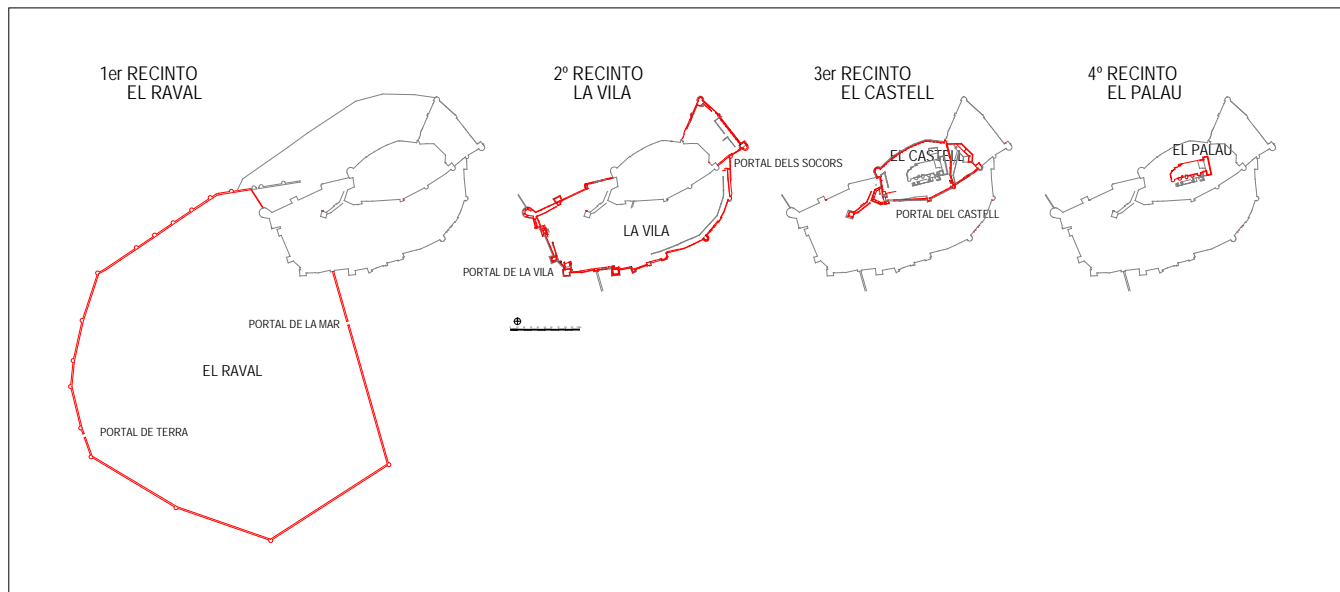 1er RECINTO
EL RAVAL
PORTAL DE LA MAR
EL RAVAL
PORTAL DE TERRA
2º RECINTO
LA VILA
PORTAL DELS SOCORS
LA VILA
PORTAL DE LA VILA
3er RECINTO
EL CASTELL
EL CASTELL
PORTAL DEL CASTELL
4º RECINTO
EL PALAU
EL PALAU